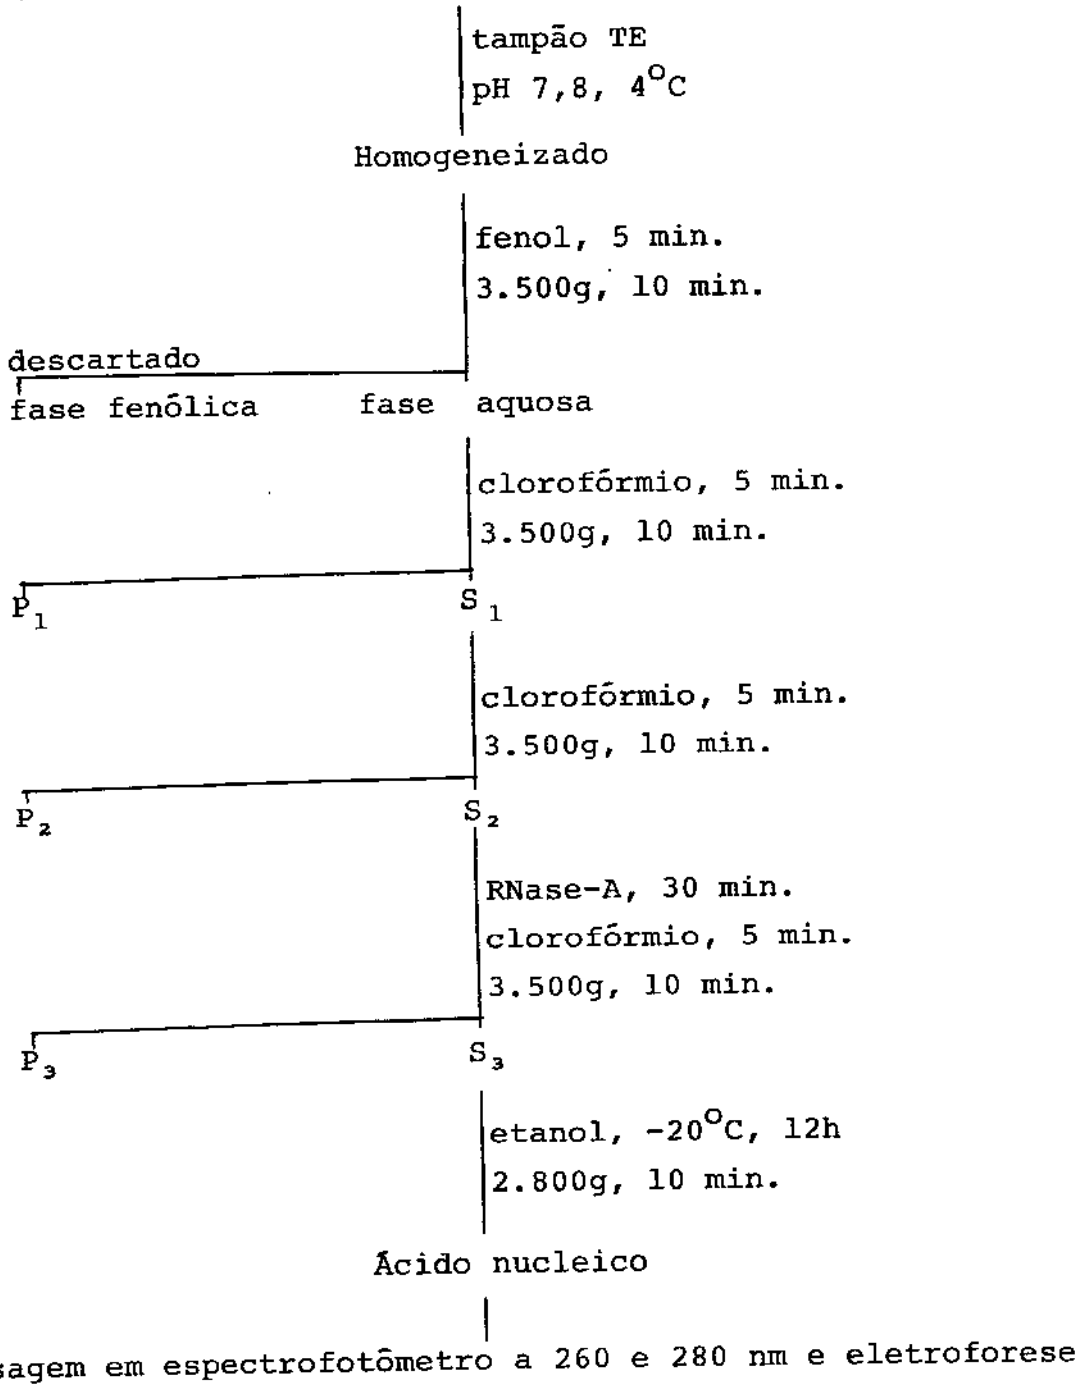 tampão TE
pH 7,8, 4°C
Homogeneizado
fenol, 5 min.
3.500g, 10 min.
descartado
fase fenólica fase aquosa
clorofórmio, 5 min.
3.500g, 10 min.
P1 S1
clorofórmio, 5 min.
3.500g, 10 min.
P2 S2
RNase-A, 30 min.
clorofórmio, 5 min.
3.500g, 10 min.
P3 S3
etanol, -20°C, 12h
2.800g, 10 min.
Ácido nucleico
sagem em espectrofotômetro a 260 e 280 nm e eletroforese